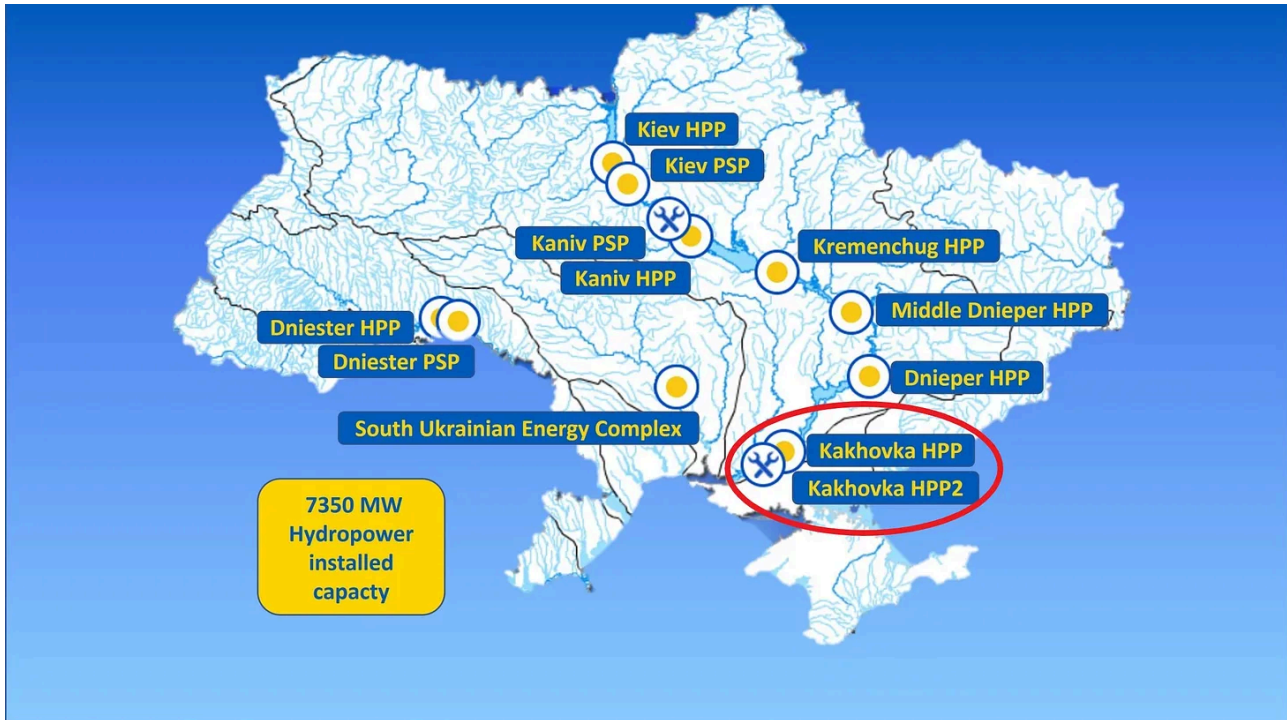 Kiev HPP
Kiev PSP
Kaniv PSP
Kaniv HPP
Kremenchug HPP
Middle Dnieper HPP
Dniester HPP
Dniester PSP
Dnieper HPP
South Ukrainian Energy Complex
Kakhovka HPP
Kakhovka HPP2
7350 MW
Hydropower
installed
capacty